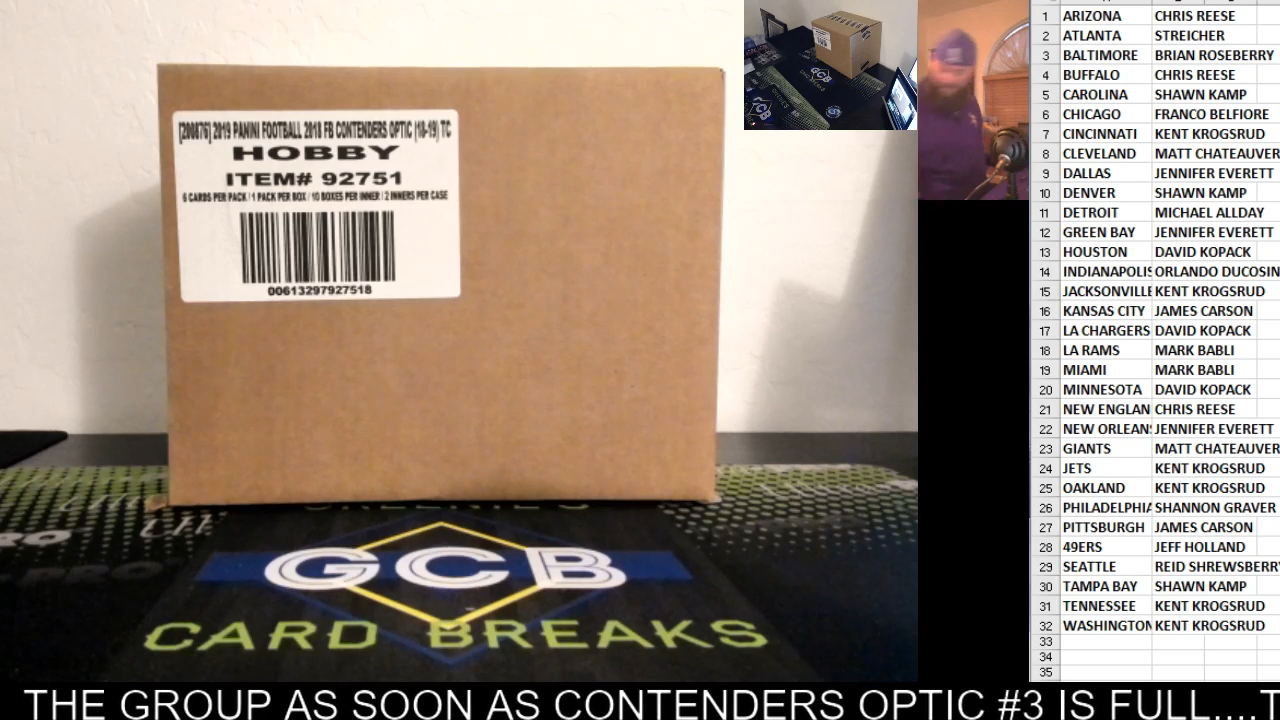 [200876] 2019 PANINI FOOTBALL 2018 FB CONTENDERS OPTIC (18-19) TC
HOBBY
ITEM# 92751
6 CARDS PER PACK / 1 PACK PER BOX / 10 BOXES PER INNER / 2 INNERS PER CASE
00613297927518
GCB
CARD BREAKS
GCB
1 ARIZONA CHRIS REESE
2 ATLANTA STREICHER
3 BALTIMORE BRIAN ROSEBERRY
4 BUFFALO CHRIS REESE
5 CAROLINA SHAWN KAMP
6 CHICAGO FRANCO BELFIORE
7 CINCINNATI KENT KROGSRUD
8 CLEVELAND MATT CHATEAUVER
9 DALLAS JENNIFER EVERETT
10 DENVER SHAWN KAMP
11 DETROIT MICHAEL ALLDAY
12 GREEN BAY JENNIFER EVERETT
13 HOUSTON DAVID KOPACK
14 INDIANAPOLIS ORLANDO DUCOSIN
15 JACKSONVILLE KENT KROGSRUD
16 KANSAS CITY JAMES CARSON
17 LA CHARGERS DAVID KOPACK
18 LA RAMS MARK BABLI
19 MIAMI MARK BABLI
20 MINNESOTA DAVID KOPACK
21 NEW ENGLAN CHRIS REESE
22 NEW ORLEANS JENNIFER EVERETT
23 GIANTS MATT CHATEAUVER
24 JETS KENT KROGSRUD
25 OAKLAND KENT KROGSRUD
26 PHILADELPHIA SHANNON GRAVER
27 PITTSBURGH JAMES CARSON
28 49ERS JEFF HOLLAND
29 SEATTLE REID SHREWSBERRY
30 TAMPA BAY SHAWN KAMP
31 TENNESSEE KENT KROGSRUD
32 WASHINGTON KENT KROGSRUD
33
34
35
THE GROUP AS SOON AS CONTENDERS OPTIC #3 IS FULL....T